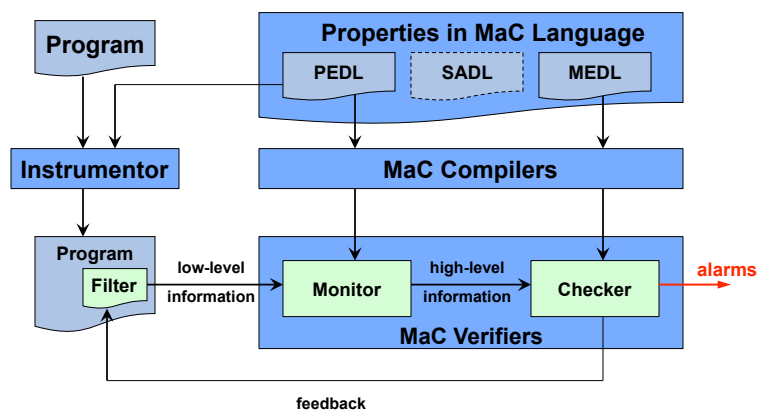 Program
Properties in MaC Language
PEDL
SADL
MEDL
Instrumentor
MaC Compilers
Program
Filter
low-level
information
Monitor
high-level
information
Checker
alarms
MaC Verifiers
feedback